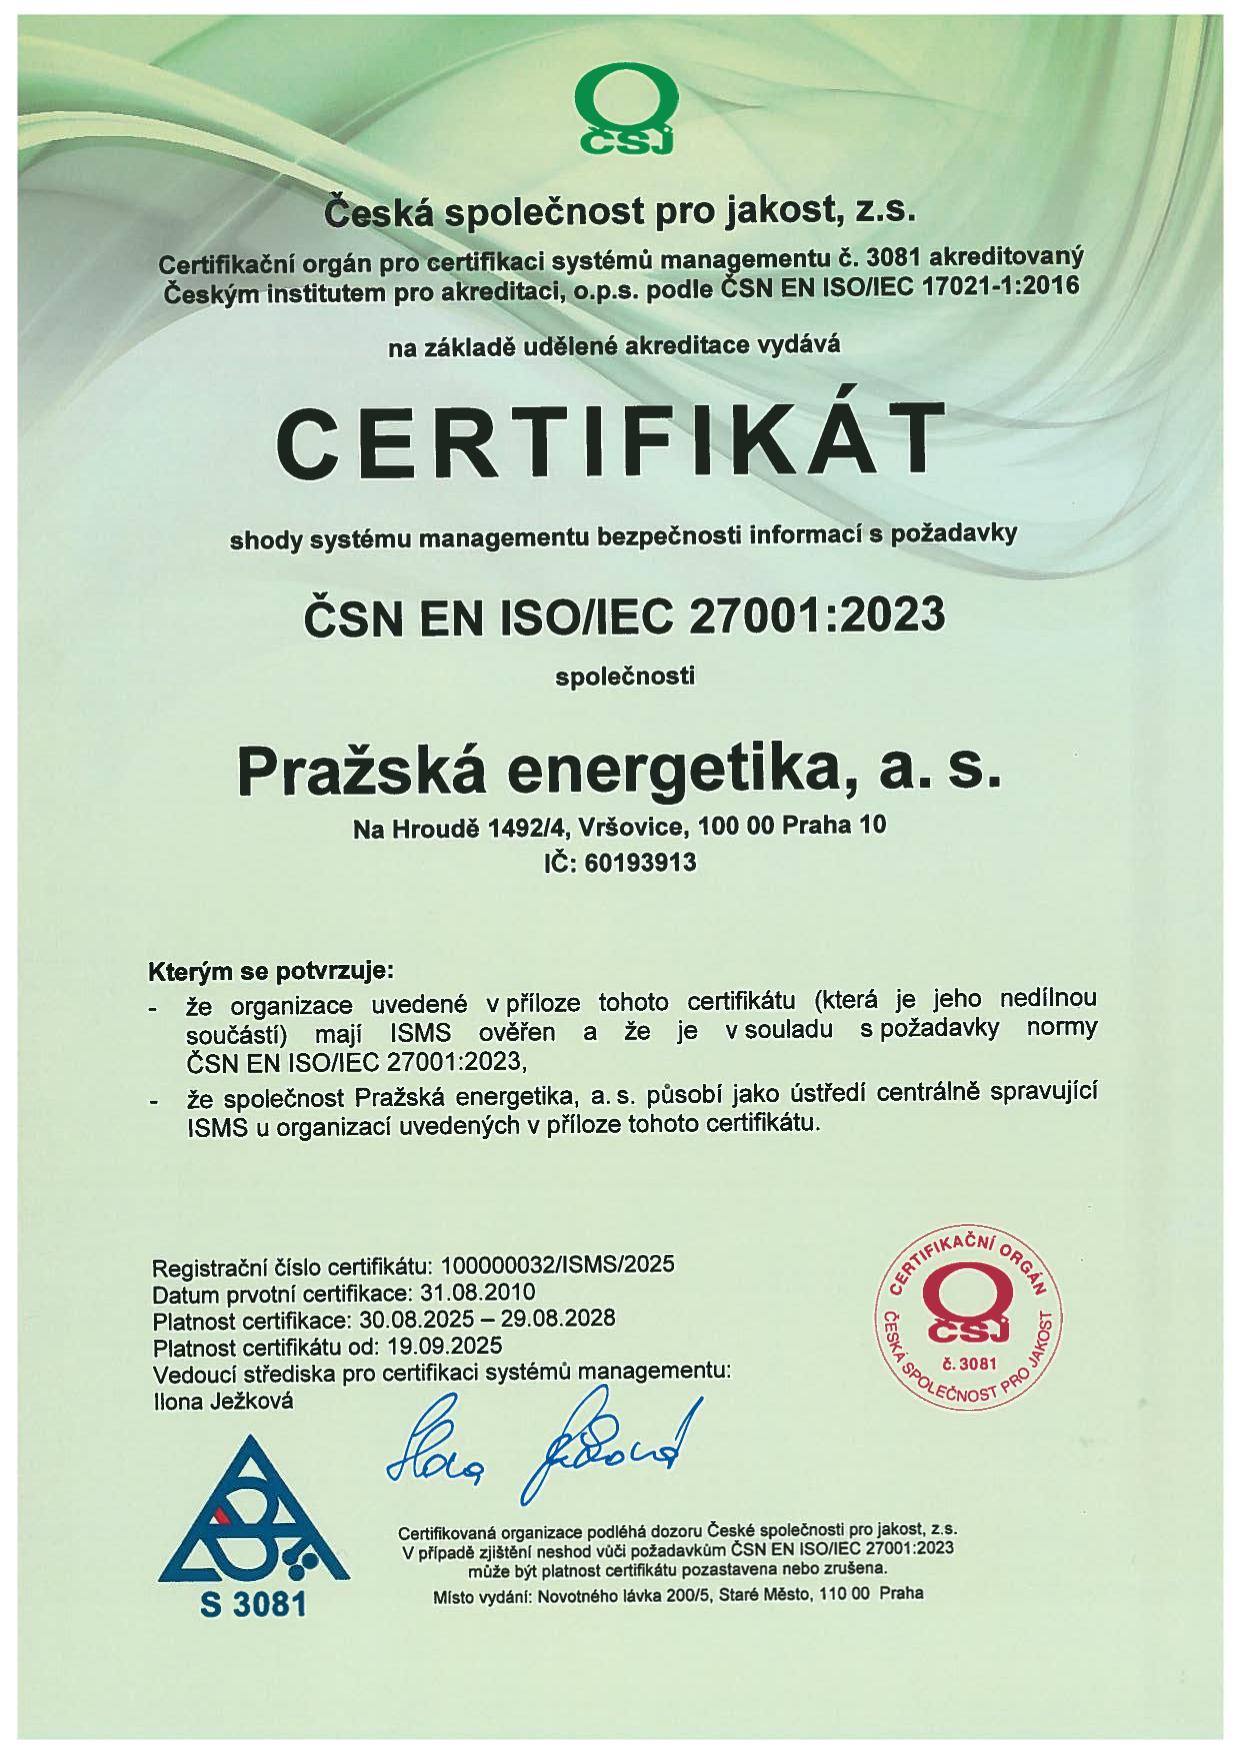 ČSJ
Česká společnost pro jakost, z.s.
Certifikační orgán pro certifikaci systémů managementu č. 3081 akreditovaný
Českým institutem pro akreditaci, o.p.s. podle ČSN EN ISO/IEC 17021-1:2016
na základě udělené akreditace vydává
CERTIFIKÁT
shody systému managementu bezpečnosti informací s požadavky
ČSN EN ISO/IEC 27001:2023
společnosti
Pražská energetika, a. s.
Na Hroudě 1492/4, Vršovice, 100 00 Praha 10
IČ: 60193913
Kterým se potvrzuje:
- že organizace uvedené v příloze tohoto certifikátu (která je jeho nedílnou
součástí) mají ISMS ověřen a že je v souladu s požadavky normy
ČSN EN ISO/IEC 27001:2023,
- že společnost Pražská energetika, a. s. působí jako ústředí centrálně spravující
ISMS u organizací uvedených v příloze tohoto certifikátu.
Registrační číslo certifikátu: 100000032/ISMS/2025
Datum prvotní certifikace: 31.08.2010
Platnost certifikace: 30.08.2025 – 29.08.2028
Platnost certifikátu od: 19.09.2025
Vedoucí střediska pro certifikaci systémů managementu:
Ilona Ježková
CERTIFIKAČNÍ ORGÁN
ČSJ
č. 3081
ČESKÁ SPOLEČNOST PRO JAKOST
S 3081
Certifikovaná organizace podléhá dozoru České společnosti pro jakost, z.s.
V případě zjištění neshod vůči požadavkům ČSN EN ISO/IEC 27001:2023
může být platnost certifikátu pozastavena nebo zrušena.
Místo vydání: Novotného lávka 200/5, Staré Město, 110 00 Praha